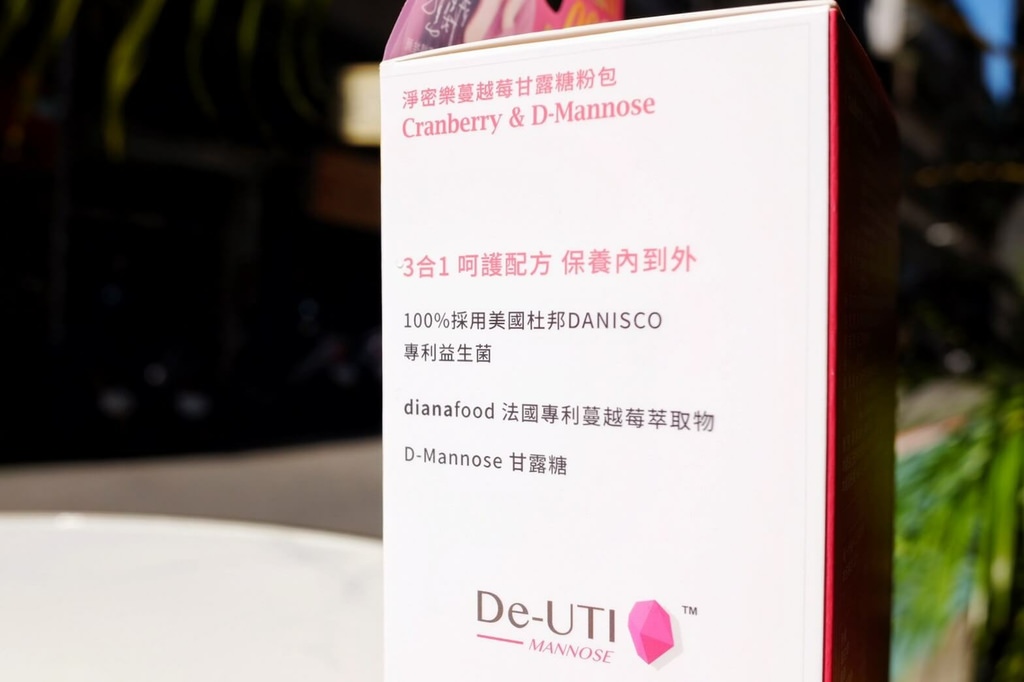 淨密樂蔓越莓甘露糖粉包
Cranberry & D-Mannose
3合1 呵護配方 保養內到外
100%採用美國杜邦DANISCO
專利益生菌
dianafood 法國專利蔓越莓萃取物
D-Mannose 甘露糖
De-UTI ™
MANNOSE